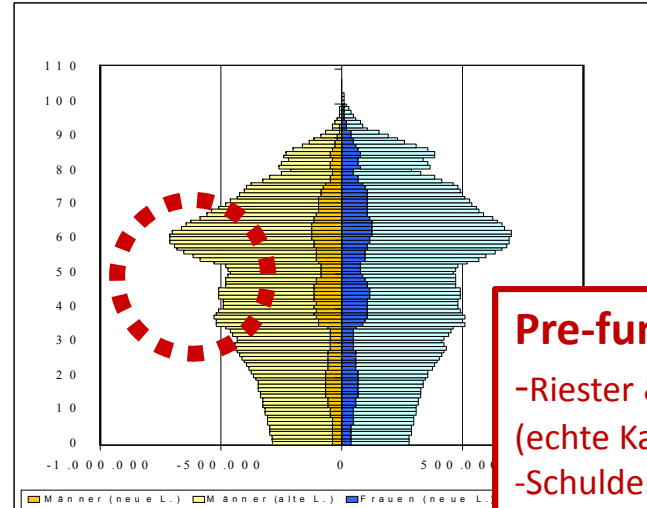 110
100
90
80
70
60
50
40
30
20
10
0
-1.000.000 -500.000 0 500.000
Männer (neue L.) Männer (alte L.) Frauen (neue L.)
Pre-fun
-Riester
(echte Ka
-Schulden